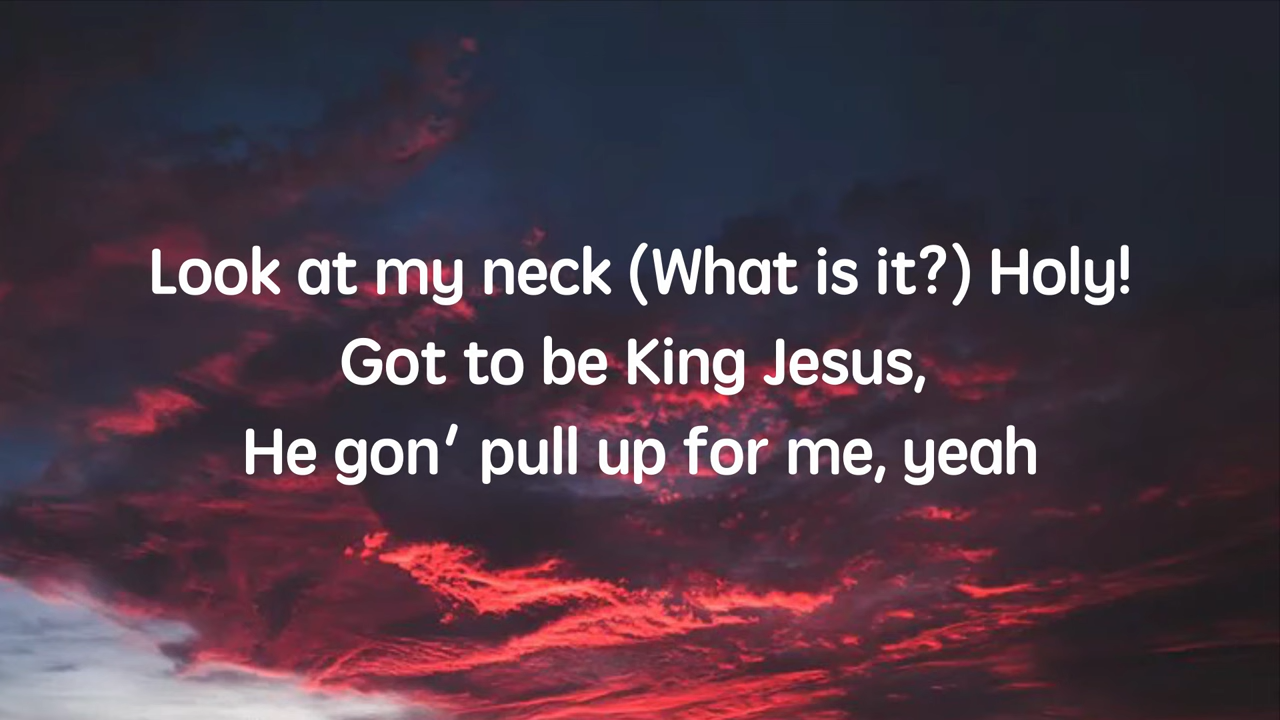 Look at my neck (What is it?) Holy!
Got to be King Jesus,
He gon' pull up for me, yeah